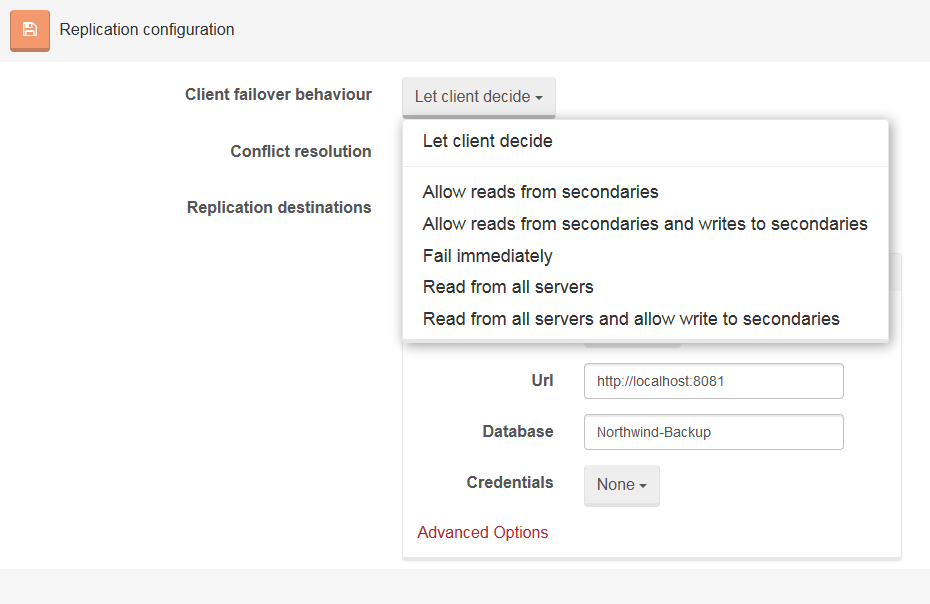 Replication configuration
Client failover behaviour
Let client decide
Let client decide
Conflict resolution
Allow reads from secondaries
Replication destinations
Allow reads from secondaries and writes to secondaries
Fail immediately
Read from all servers
Read from all servers and allow write to secondaries
Url http://localhost:8081
Database Northwind-Backup
Credentials None
Advanced Options